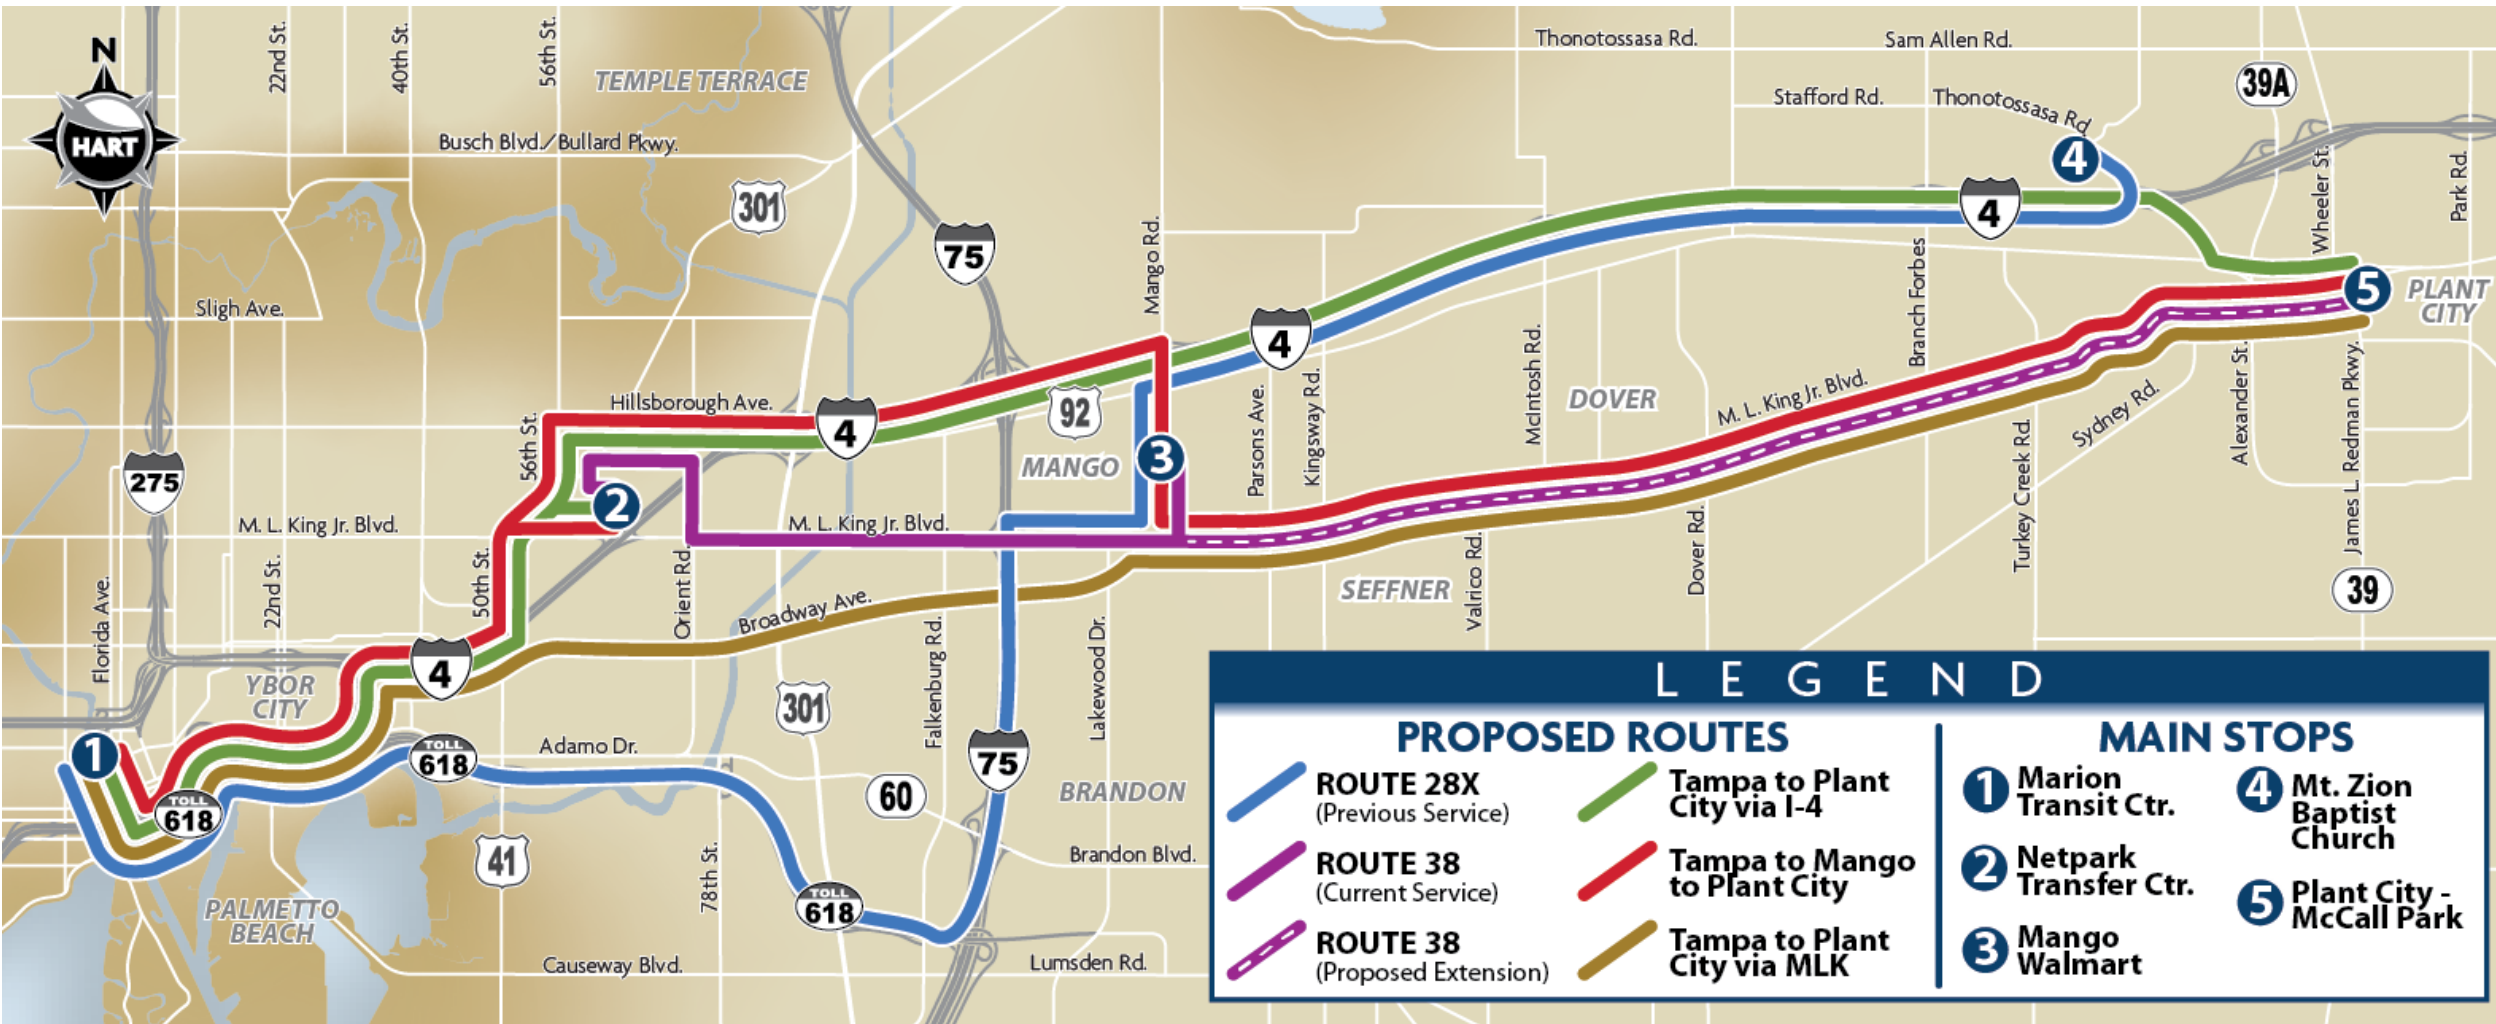 N
HART
22nd St.
40th St.
56th St.
TEMPLE TERRACE
Busch Blvd./Bullard Pkwy.
301
75
Sligh Ave.
Mango Rd.
Thonotossasa Rd.
Sam Allen Rd.
Stafford Rd.
Thonotossasa Rd
39A
4
4
Wheeler St.
Park Rd.
Branch Forbes
5
PLANT
CITY
4
Hillsborough Ave.
4
92
MANGO
3
Parsons Ave.
Kingsway Rd.
McIntosh Rd.
DOVER
M. L. King Jr. Blvd.
Sydney Rd.
Alexander St.
James L. Redman Pkwy.
275
56th St.
2
M. L. King Jr. Blvd.
M. L. King Jr. Blvd.
Florida Ave.
22nd St.
50th St.
Orient Rd.
Broadway Ave.
Falkenburg Rd.
Lakewood Dr.
SEFFNER
Valrico Rd.
Dover Rd.
Turkey Creek Rd.
39
4
YBOR
CITY
301
1
TOLL
618
TOLL
618
Adamo Dr.
75
60
BRANDON
41
78th St.
TOLL
618
Brandon Blvd.
PALMETTO
BEACH
Causeway Blvd.
Lumsden Rd.
LEGEND
PROPOSED ROUTES
ROUTE 28X
(Previous Service)
ROUTE 38
(Current Service)
ROUTE 38
(Proposed Extension)
Tampa to Plant
City via I-4
Tampa to Mango
to Plant City
Tampa to Plant
City via MLK
MAIN STOPS
1 Marion
Transit Ctr.
2 Netpark
Transfer Ctr.
3 Mango
Walmart
4 Mt. Zion
Baptist
Church
5 Plant City -
McCall Park